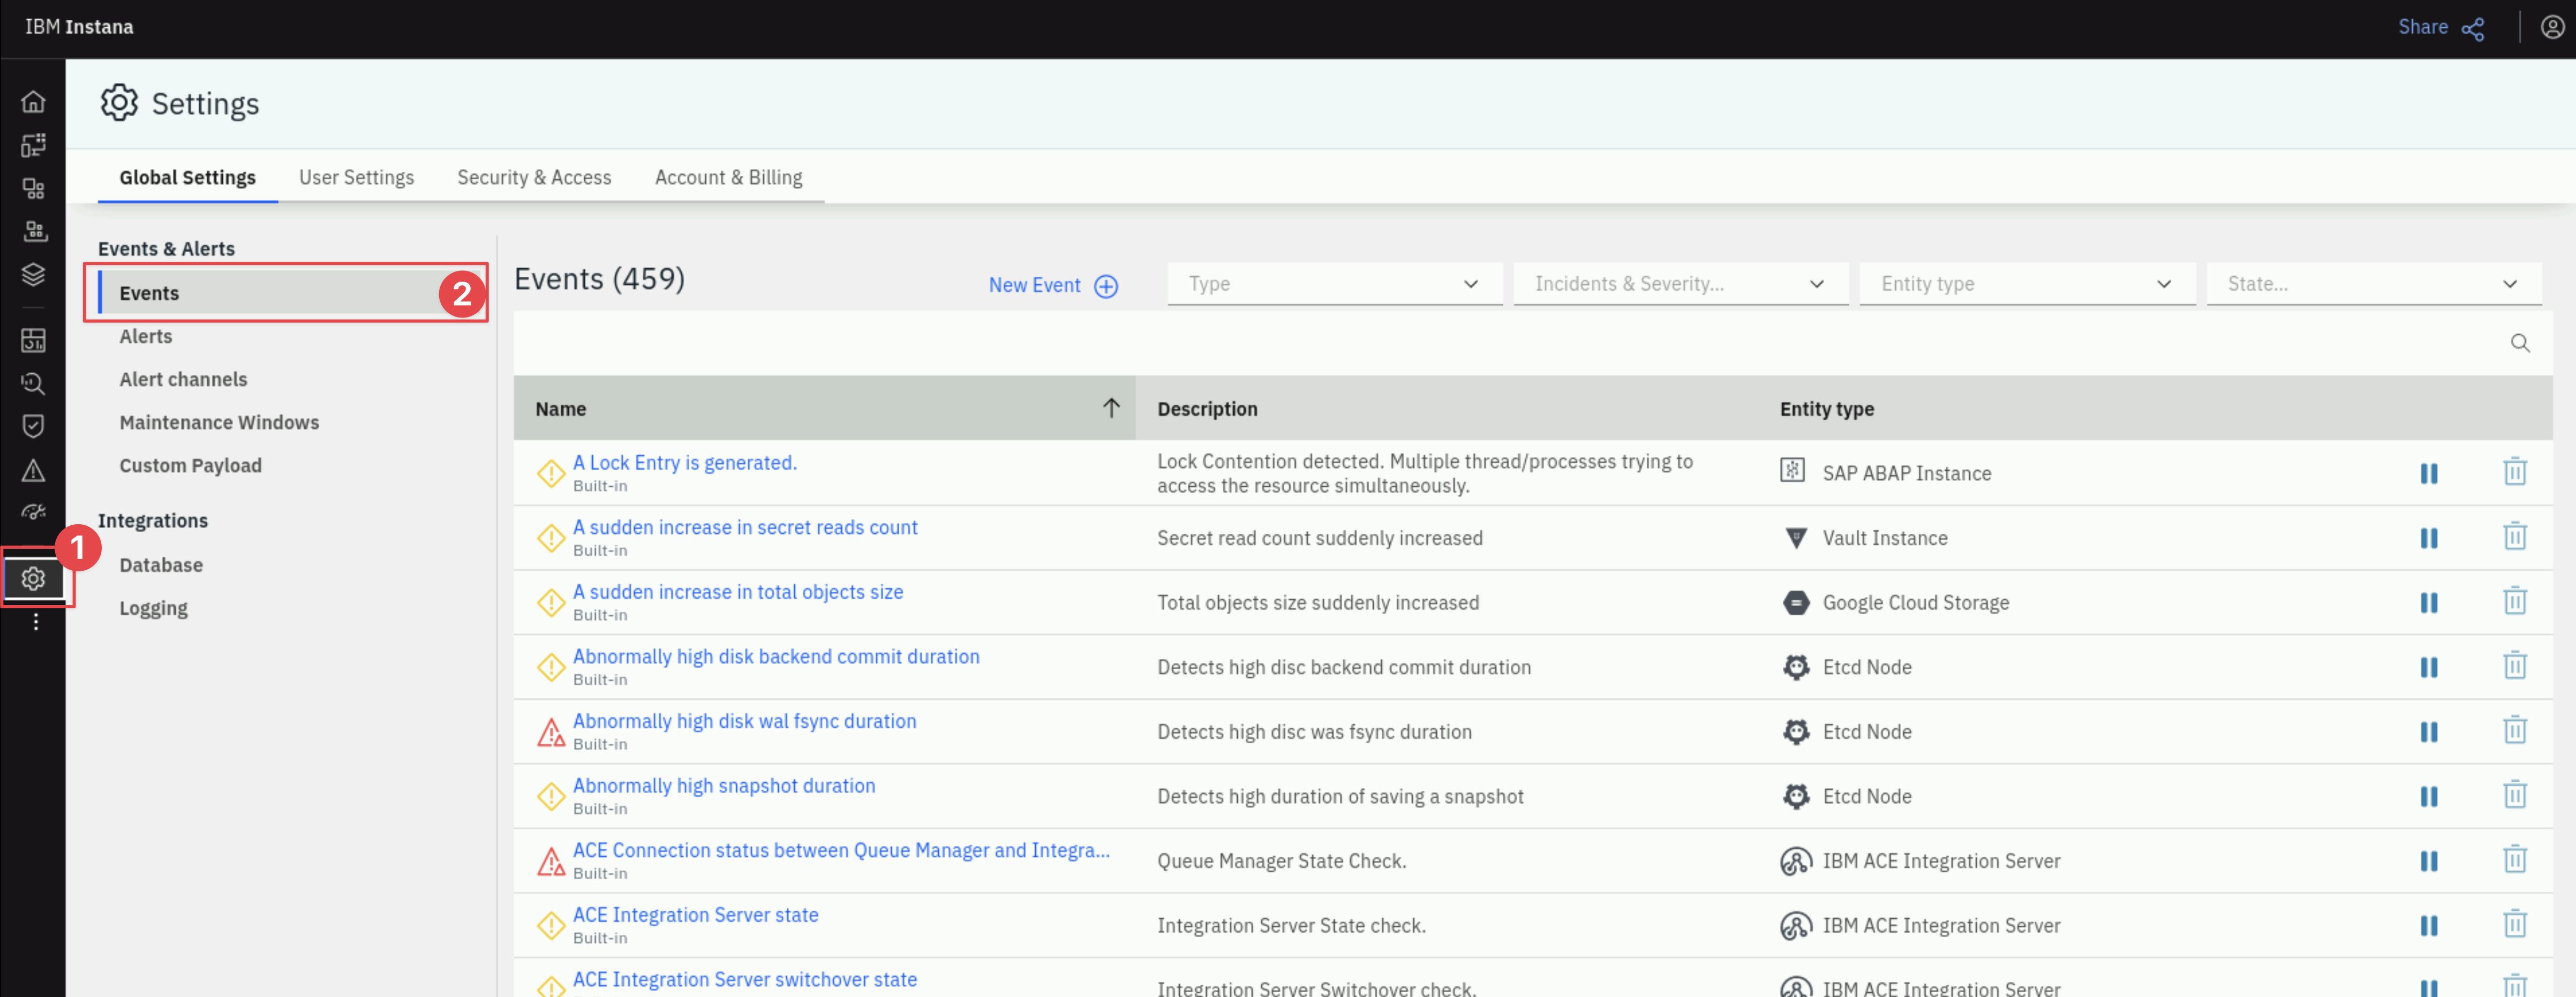 IBM Instana
Share
Settings
Global Settings
User Settings
Security & Access
Account & Billing
Events & Alerts
Events
2
Alerts
Alert channels
Maintenance Windows
Custom Payload
Integrations
1
Database
Logging
Events (459)
New Event
Type
Incidents & Severity...
Entity type
State...
Name
Description
Entity type
A Lock Entry is generated.
Built-in
Lock Contention detected. Multiple thread/processes trying to
access the resource simultaneously.
SAP ABAP Instance
A sudden increase in secret reads count
Built-in
Secret read count suddenly increased
Vault Instance
A sudden increase in total objects size
Built-in
Total objects size suddenly increased
Google Cloud Storage
Abnormally high disk backend commit duration
Built-in
Detects high disc backend commit duration
Etcd Node
Abnormally high disk wal fsync duration
Built-in
Detects high disc was fsync duration
Etcd Node
Abnormally high snapshot duration
Built-in
Detects high duration of saving a snapshot
Etcd Node
ACE Connection status between Queue Manager and Integra...
Built-in
Queue Manager State Check.
IBM ACE Integration Server
ACE Integration Server state
Built-in
Integration Server State check.
IBM ACE Integration Server
ACE Integration Server switchover state
Integration Server Switchover check.
IBM ACE Integration Server